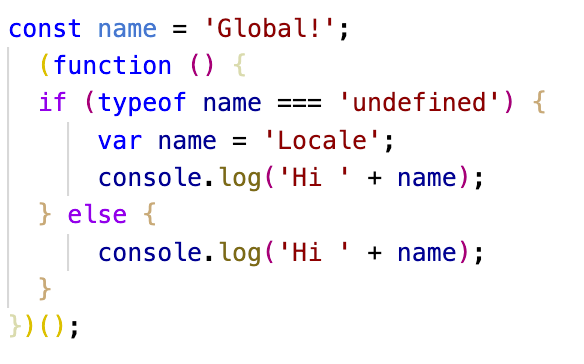 const name = 'Global!';
(function () {
if (typeof name === 'undefined') {
var name = 'Locale';
console.log('Hi ' + name);
} else {
console.log('Hi ' + name);
}
})();